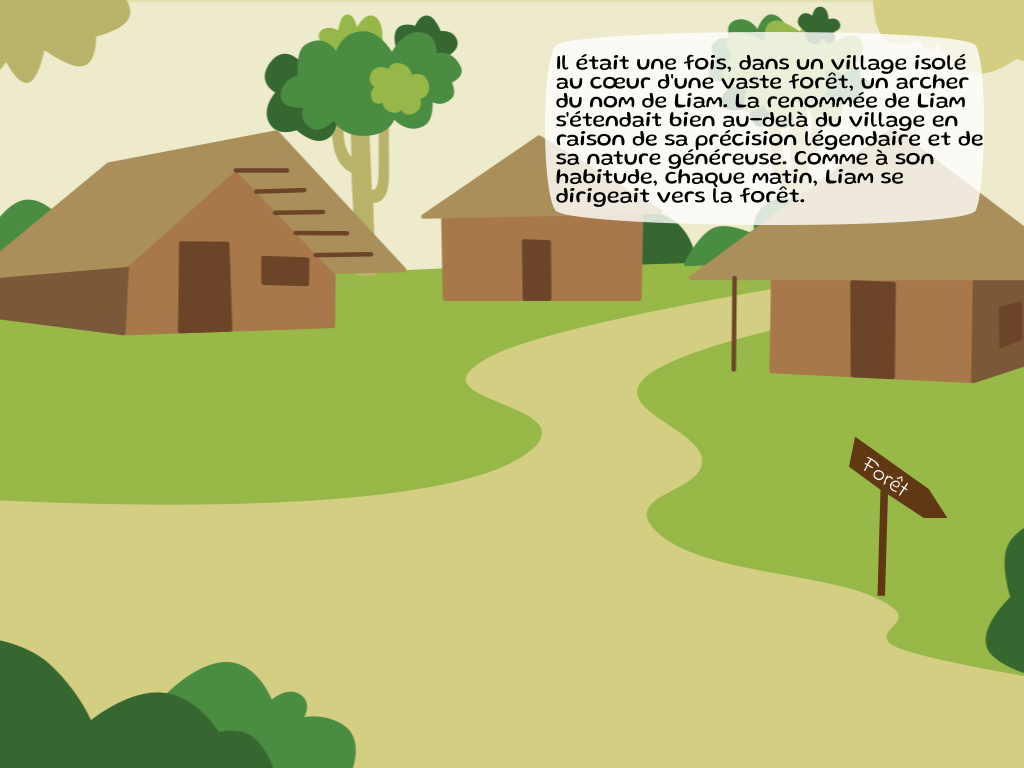 Il était une fois, dans un village isolé
au cœur d'une vaste forêt, un archer
du nom de Liam. La renommée de Liam
s'étendait bien au-delà du village en
raison de sa précision légendaire et de
sa nature généreuse. Comme à son
habitude, chaque matin, Liam se
dirigeait vers la forêt.
Forêt